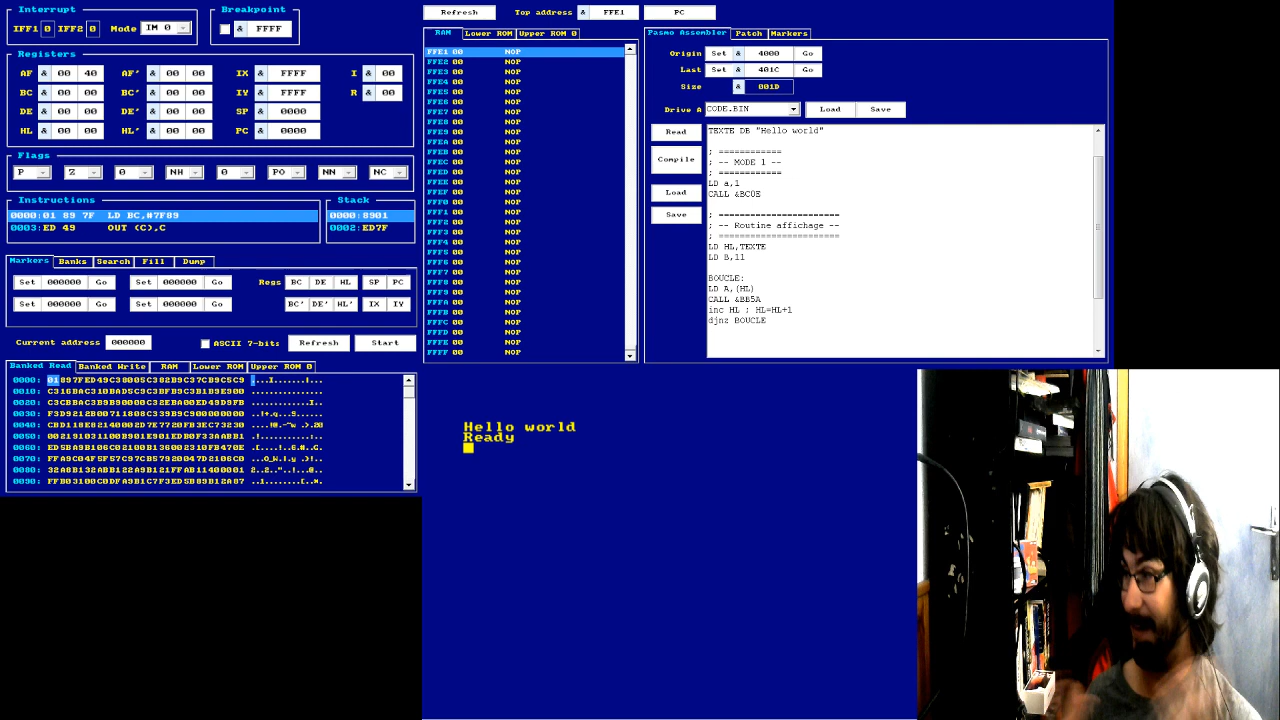 Interrupt
IFF1 0 IFF2 0 Mode IM 0
Breakpoint
& FFFF
Registers
AF & 00 40 AF' & 00 00 IX & FFFF I & 00
BC & 00 00 BC' & 00 00 IY & FFFF R & 00
DE & 00 00 DE' & 00 00 SP & 0000
HL & 00 00 HL' & 00 00 PC & 0000
Flags
P Z 0 NH 0 PO NN NC
Instructions
0000:01 89 7F LD BC,#7F89
0003:ED 49 OUT (C),C
Stack
0000:8901
0002:ED7F
Markers Banks Search Fill Dump
Set 000000 Go Set 000000 Go Regs BC DE HL SP PC
Set 000000 Go Set 000000 Go BC' DE' HL' IX IY
Current address 000000 ASCII 7-bits Refresh Start
Banked Read Banked Write RAM Lower ROM Upper ROM 0
0000: 01897FED49C38005C382B9C37CB9C5C9
0010: C316BAC310BAD5C9C3BFB9C3B1B9E900
0020: C3CBBAC3B9B90000C32EBA00ED49D9FB
0030: F3D9212B00711808C339B9C900000000
Refresh Top address & FFE1 PC
RAM Lower ROM Upper ROM 0
FFE1 00 NOP
FFE2 00 NOP
FFE3 00 NOP
FFE4 00 NOP
FFE5 00 NOP
FFE6 00 NOP
FFE7 00 NOP
FFE8 00 NOP
FFE9 00 NOP
FFEA 00 NOP
FFEB 00 NOP
FFEC 00 NOP
FFED 00 NOP
FFEE 00 NOP
FFEF 00 NOP
FFF0 00 NOP
FFF1 00 NOP
FFF2 00 NOP
FFF3 00 NOP
FFF4 00 NOP
FFF5 00 NOP
FFF6 00 NOP
FFF7 00 NOP
FFF8 00 NOP
FFF9 00 NOP
FFFA 00 NOP
FFFB 00 NOP
FFFC 00 NOP
FFFD 00 NOP
FFFE 00 NOP
FFFF 00 NOP
Pasmo Assembler Patch Markers
Origin Set & 4000 Go
Last Set & 401C Go
Size & 001D
Drive A CODE.BIN Load Save
Read
Compile
Load
Save
TEXTE DB "Hello world"
; ============
; -- MODE 1 --
; ============
LD a,1
CALL &BC0E
; =======================
; -- Routine affichage --
; =======================
LD HL,TEXTE
LD B,11
BOUCLE:
LD A,(HL)
CALL &BB5A
inc HL ; HL=HL+1
djnz BOUCLE
Hello world
Ready